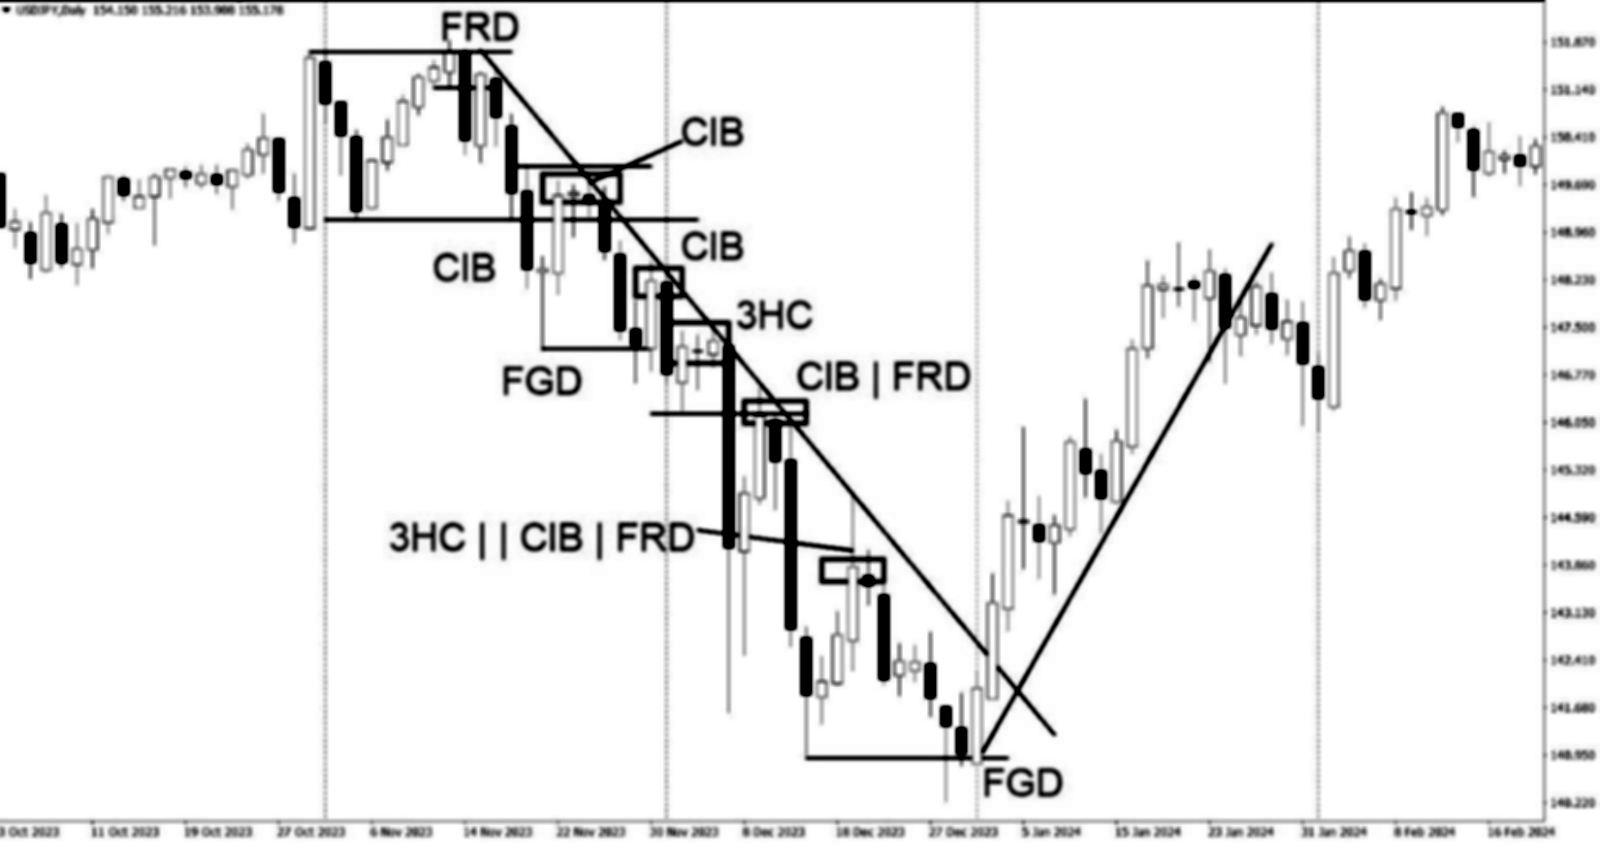 USDJPY,Daily 154.150 155.216 153.908 155.178
FRD
CIB
CIB
CIB
3HC
FGD
CIB | FRD
3HC | | CIB | FRD
FGD
151.870
151.140
150.410
149.690
148.960
148.230
147.500
146.770
146.050
145.320
144.590
143.860
143.130
142.410
141.680
140.950
140.220
3 Oct 2023 11 Oct 2023 19 Oct 2023 27 Oct 2023 6 Nov 2023 14 Nov 2023 22 Nov 2023 30 Nov 2023 8 Dec 2023 18 Dec 2023 27 Dec 2023 5 Jan 2024 15 Jan 2024 23 Jan 2024 31 Jan 2024 8 Feb 2024 16 Feb 2024